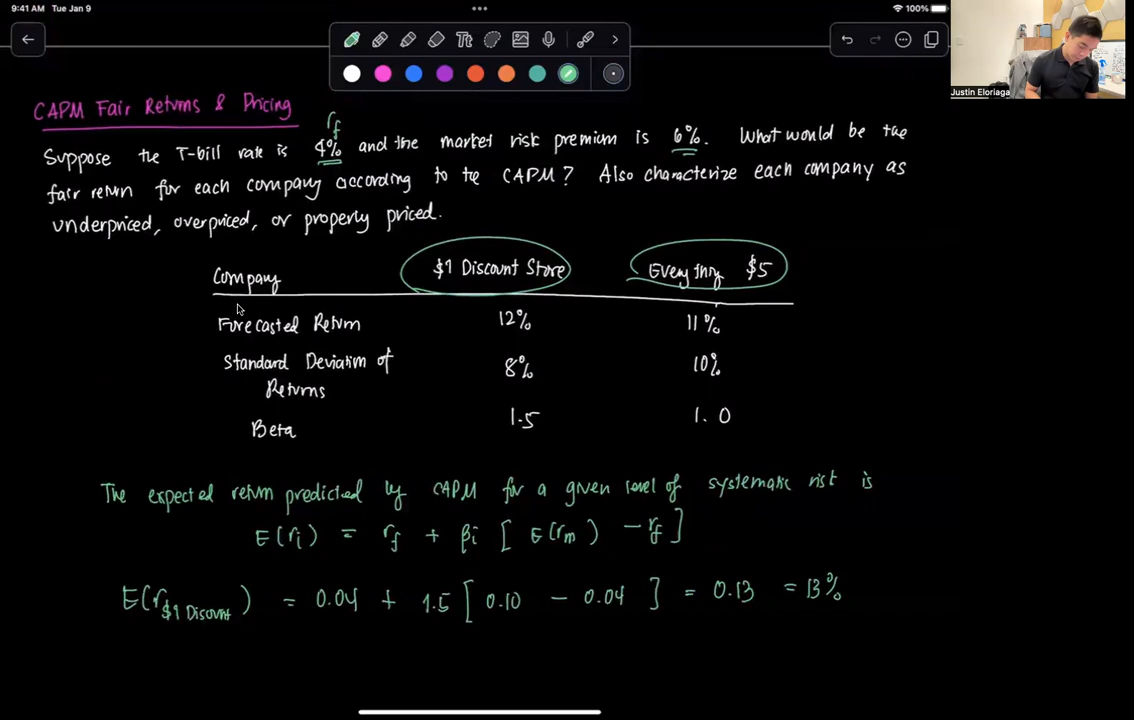 9:41 AM Tue Jan 9
100%
Tt
Justin Eloriaga
CAPM Fair Returns & Pricing
rf
Suppose the T-bill rate is 4% and the market risk premium is 6%. What would be the
fair return for each company according to the CAPM? Also characterize each company as
underpriced, overpriced, or properly priced.
Company $1 Discount Store Everything $5
Forecasted Return 12% 11%
Standard Deviation of
Returns 8% 10%
Beta 1.5 1.0
The expected return predicted by CAPM for a given level of systematic risk is
E(ri) = rf + βi [ E(rm) - rf ]
E(r$1 Discount) = 0.04 + 1.5 [ 0.10 - 0.04 ] = 0.13 = 13%